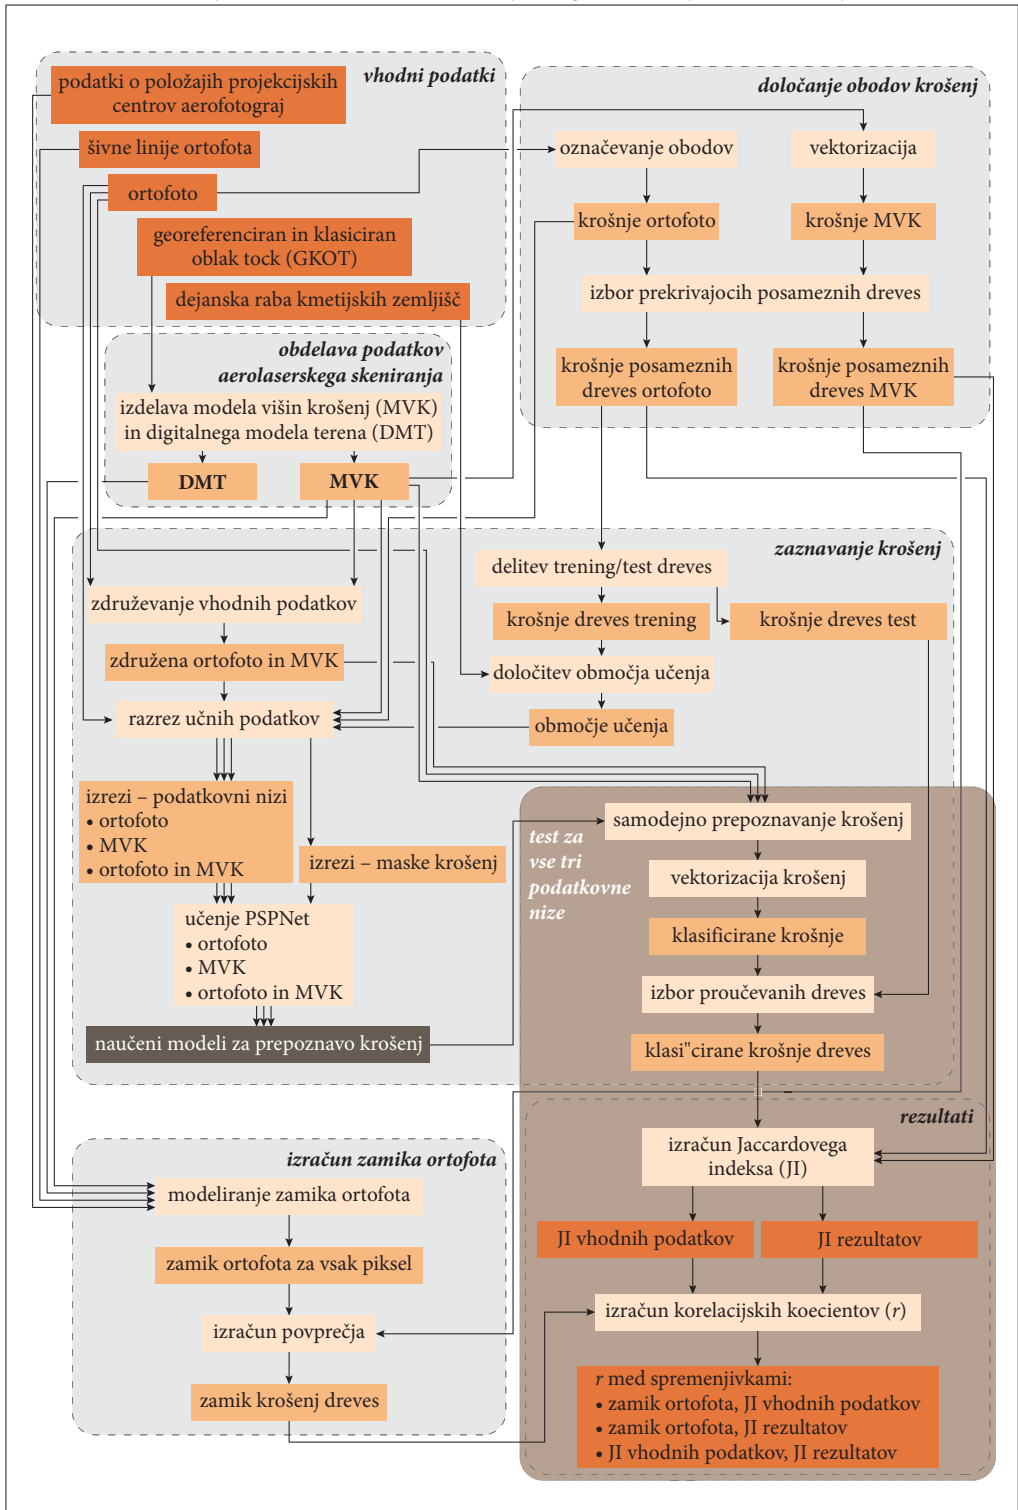 vhodni podatki
podatki o položajih projekcijskih
centrov aerofotograj
šivne linije ortofota
ortofoto
georeferenciran in klasiciran
oblak tock (GKOT)
dejanska raba kmetijskih zemljišč
določanje obodov krošenj
označevanje obodov
vektorizacija
krošnje ortofoto
krošnje MVK
izbor prekrivajocih posameznih dreves
krošnje posameznih
dreves ortofoto
krošnje posameznih
dreves MVK
obdelava podatkov
aerolaserskega skeniranja
izdelava modela višin krošenj (MVK)
in digitalnega modela terena (DMT)
DMT
MVK
zaznavanje krošenj
delitev trening/test dreves
združevanje vhodnih podatkov
krošnje dreves trening
krošnje dreves test
združena ortofoto in MVK
določitev območja učenja
razrez učnih podatkov
območje učenja
izrezi – podatkovni nizi
• ortofoto
• MVK
• ortofoto in MVK
izrezi – maske krošenj
učenje PSPNet
• ortofoto
• MVK
• ortofoto in MVK
naučeni modeli za prepoznavo krošenj
test za
vse tri
podatkovne
nize
samodejno prepoznavanje krošenj
vektorizacija krošenj
klasificirane krošnje
izbor proučevanih dreves
klasi"cirane krošnje dreves
rezultati
izračun Jaccardovega
indeksa (JI)
JI vhodnih podatkov
JI rezultatov
izračun korelacijskih koecientov (r)
r med spremenjivkami:
• zamik ortofota, JI vhodnih podatkov
• zamik ortofota, JI rezultatov
• JI vhodnih podatkov, JI rezultatov
izračun zamika ortofota
modeliranje zamika ortofota
zamik ortofota za vsak piksel
izračun povprečja
zamik krošenj dreves